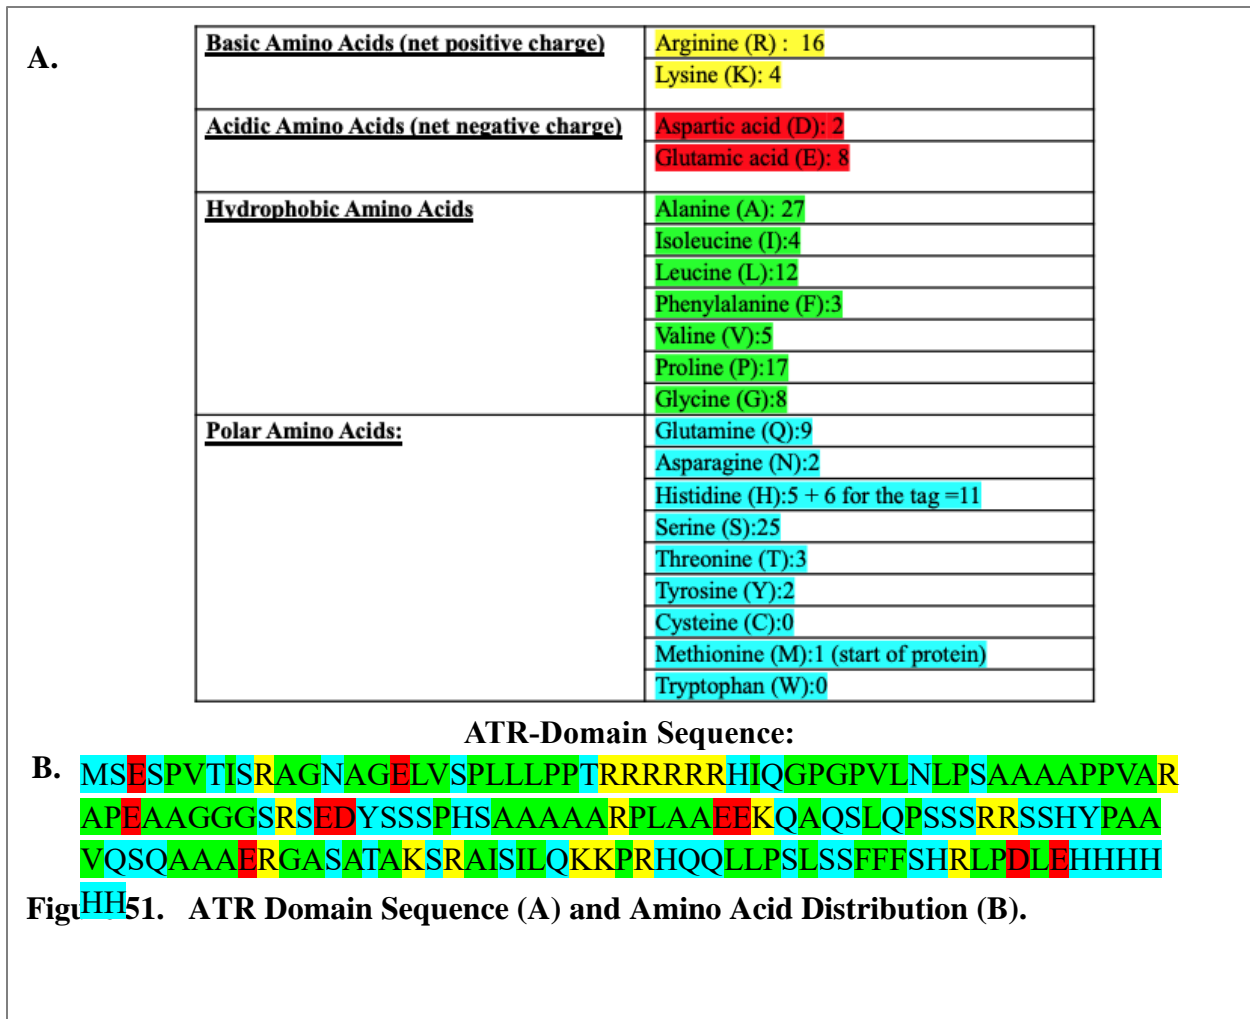 A.
Basic Amino Acids (net positive charge)
Arginine (R) :  16
Lysine (K): 4
Acidic Amino Acids (net negative charge)
Aspartic acid (D): 2
Glutamic acid (E): 8
Hydrophobic Amino Acids
Alanine (A): 27
Isoleucine (I):4
Leucine (L):12
Phenylalanine (F):3
Valine (V):5
Proline (P):17
Glycine (G):8
Polar Amino Acids:
Glutamine (Q):9
Asparagine (N):2
Histidine (H):5 + 6 for the tag =11
Serine (S):25
Threonine (T):3
Tyrosine (Y):2
Cysteine (C):0
Methionine (M):1 (start of protein)
Tryptophan (W):0
ATR-Domain Sequence:
B. MSESPVTISRAGNAGELVSPLLLPPTRRRRRRHIQGPGPVLNLPSAAAAPPVAR
APEAAGGGSRSEDYSSSPHSAAAAARPLAAEEKQAQSLQPSSSRRSSHYPAA
VQSQAAAERGASATAKSRAISILQKKPRHQQLLPSLSSFFFSHRLPDLEHHHH
HH
51. ATR Domain Sequence (A) and Amino Acid Distribution (B).